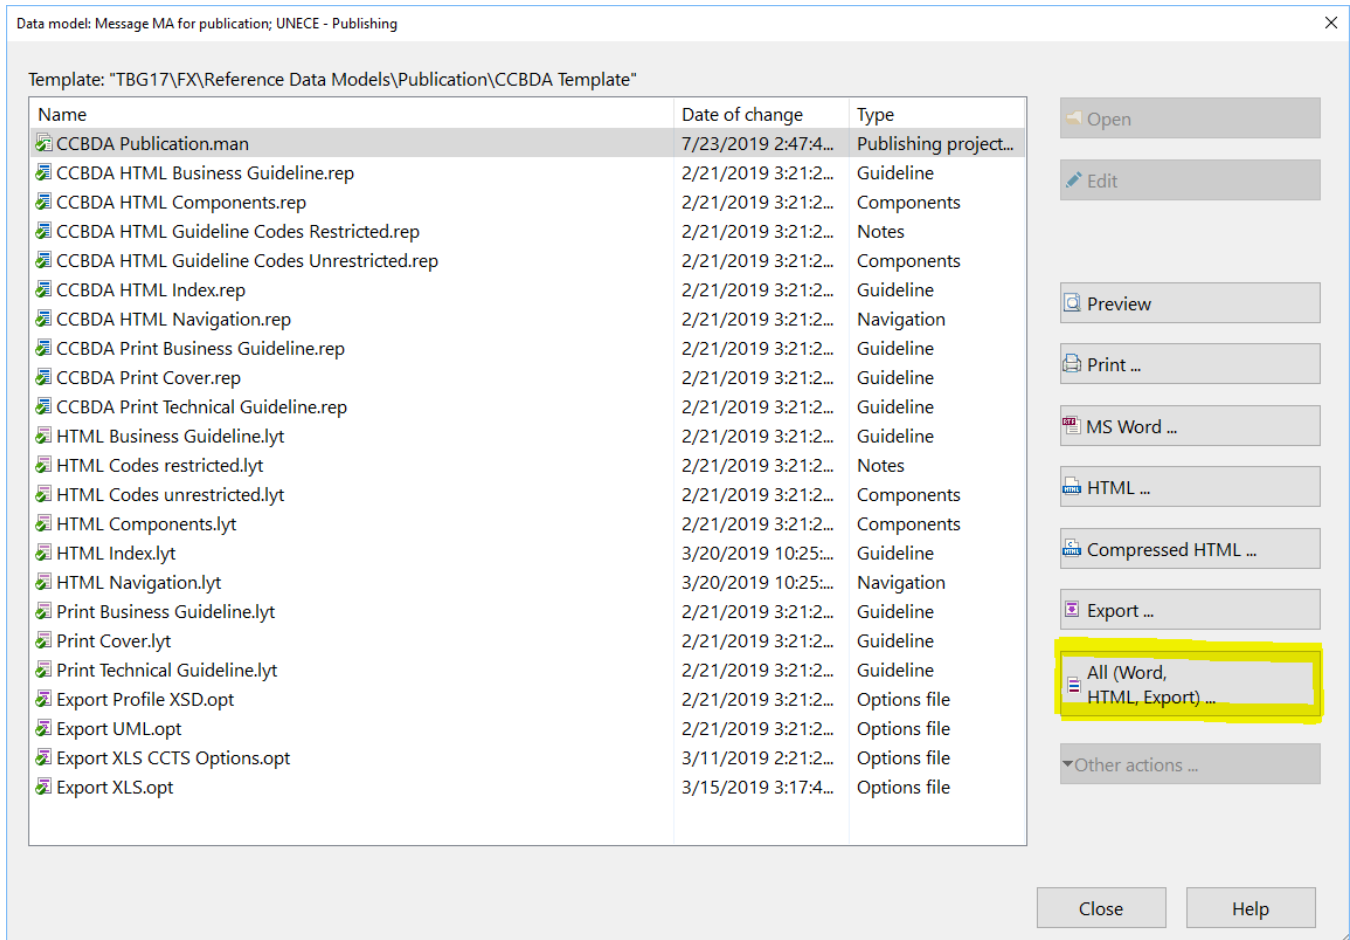 Data model: Message MA for publication; UNECE - Publishing
Template: "TBG17\FX\Reference Data Models\Publication\CCBDA Template"
Name Date of change Type
CCBDA Publication.man 7/23/2019 2:47:4... Publishing project...
CCBDA HTML Business Guideline.rep 2/21/2019 3:21:2... Guideline
CCBDA HTML Components.rep 2/21/2019 3:21:2... Components
CCBDA HTML Guideline Codes Restricted.rep 2/21/2019 3:21:2... Notes
CCBDA HTML Guideline Codes Unrestricted.rep 2/21/2019 3:21:2... Components
CCBDA HTML Index.rep 2/21/2019 3:21:2... Guideline
CCBDA HTML Navigation.rep 2/21/2019 3:21:2... Navigation
CCBDA Print Business Guideline.rep 2/21/2019 3:21:2... Guideline
CCBDA Print Cover.rep 2/21/2019 3:21:2... Guideline
CCBDA Print Technical Guideline.rep 2/21/2019 3:21:2... Guideline
HTML Business Guideline.lyt 2/21/2019 3:21:2... Guideline
HTML Codes restricted.lyt 2/21/2019 3:21:2... Notes
HTML Codes unrestricted.lyt 2/21/2019 3:21:2... Components
HTML Components.lyt 2/21/2019 3:21:2... Components
HTML Index.lyt 3/20/2019 10:25:... Guideline
HTML Navigation.lyt 3/20/2019 10:25:... Navigation
Print Business Guideline.lyt 2/21/2019 3:21:2... Guideline
Print Cover.lyt 2/21/2019 3:21:2... Guideline
Print Technical Guideline.lyt 2/21/2019 3:21:2... Guideline
Export Profile XSD.opt 2/21/2019 3:21:2... Options file
Export UML.opt 2/21/2019 3:21:2... Options file
Export XLS CCTS Options.opt 3/11/2019 2:21:2... Options file
Export XLS.opt 3/15/2019 3:17:4... Options file
Open
Edit
Preview
Print ...
MS Word ...
HTML ...
Compressed HTML ...
Export ...
All (Word,
HTML, Export) ...
Other actions ...
Close
Help